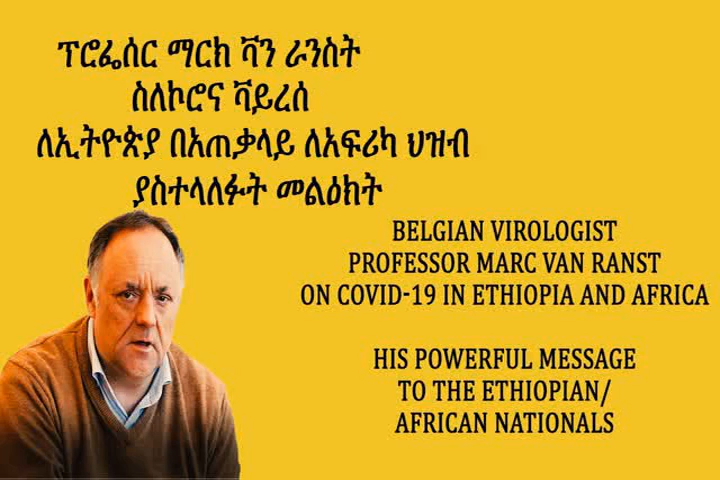 ፕሮፌሰር ማርክ ቫን ራንስት
ስለኮሮና ቫይረሰ
ለኢትዮጵያ በአጠቃላይ ለአፍሪካ ህዝብ
ያስተላለፉት መልዕክት
BELGIAN VIROLOGIST
PROFESSOR MARC VAN RANST
ON COVID-19 IN ETHIOPIA AND AFRICA
HIS POWERFUL MESSAGE
TO THE ETHIOPIAN/
AFRICAN NATIONALS